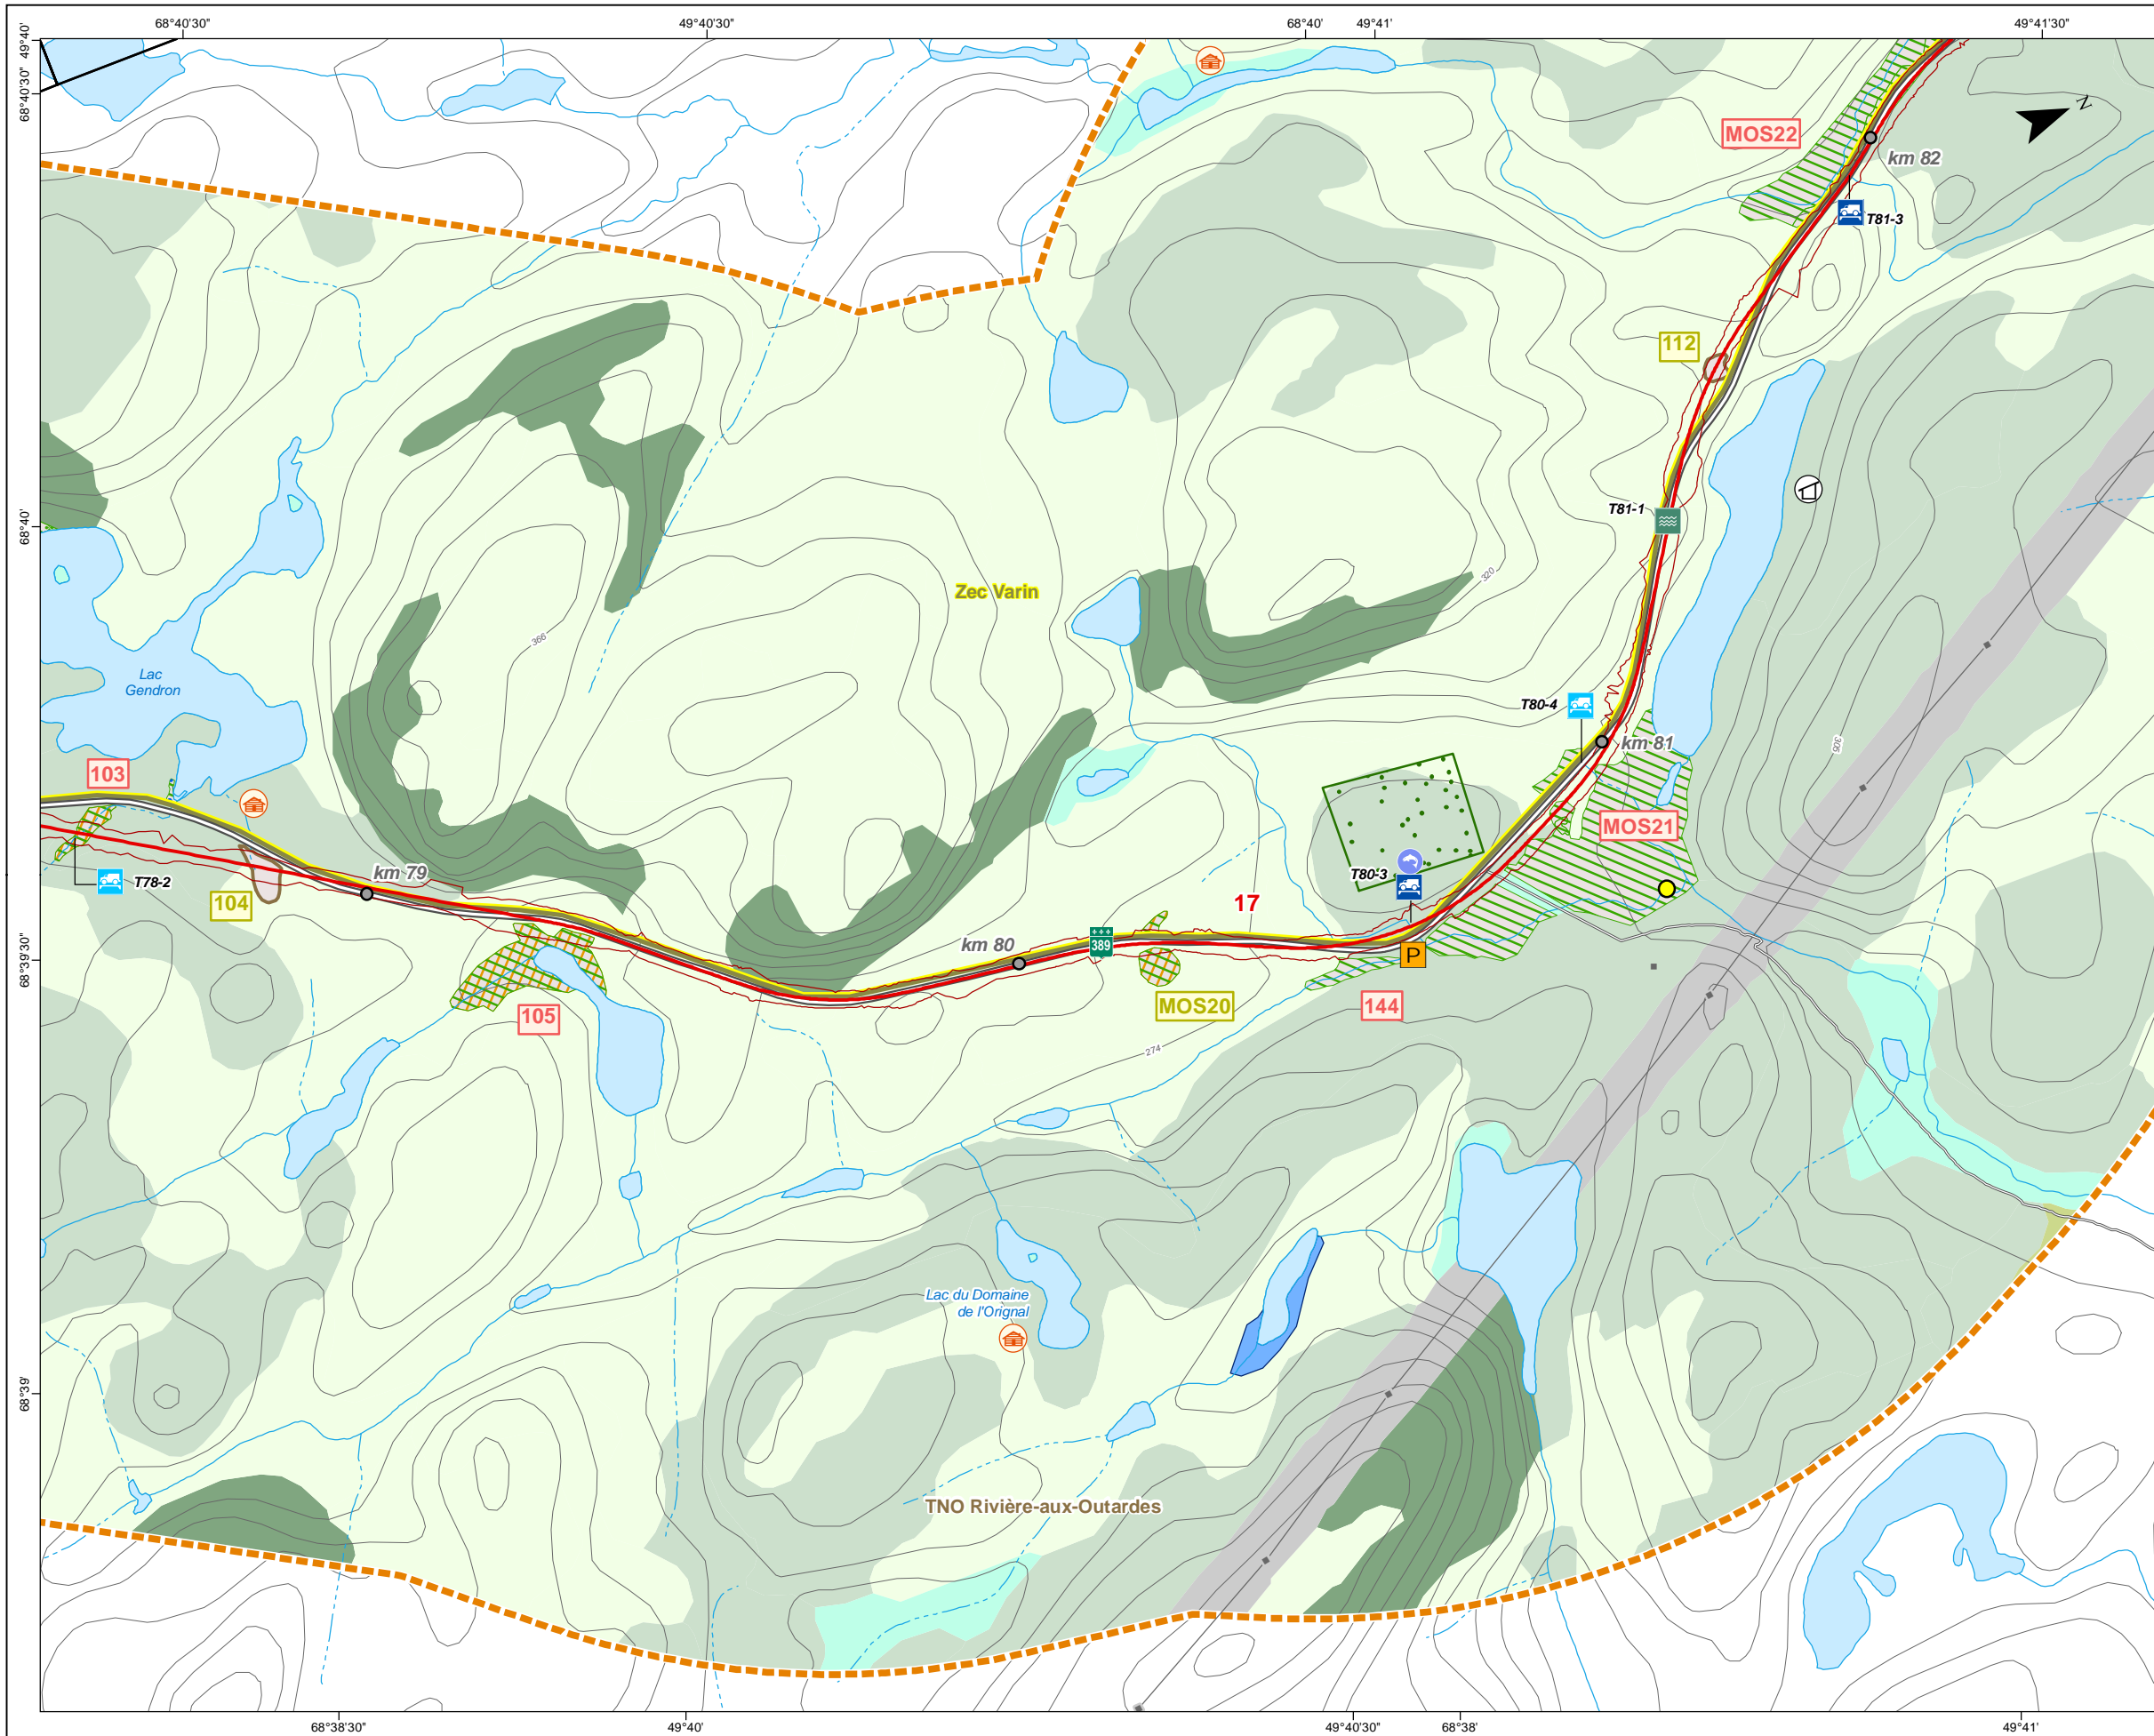 68°40'30"
49°40'30"
68°40'
49°41'
49°41'30"
49°40'
68°40'30"
N
MOS22
km 82
T81-3
112
T81-1
68°40'
320
Zec Varin
366
Lac
Gendron
T80-4
km 81
305
103
MOS21
km 79
T78-2
104
T80-3
17
km 80
389
P
68°39'30"
105
MOS20
144
274
Lac du Domaine
de l'Orignal
68°39'
TNO Rivière-aux-Outardes
68°38'30"
49°40'
49°40'30"
68°38'
49°41'